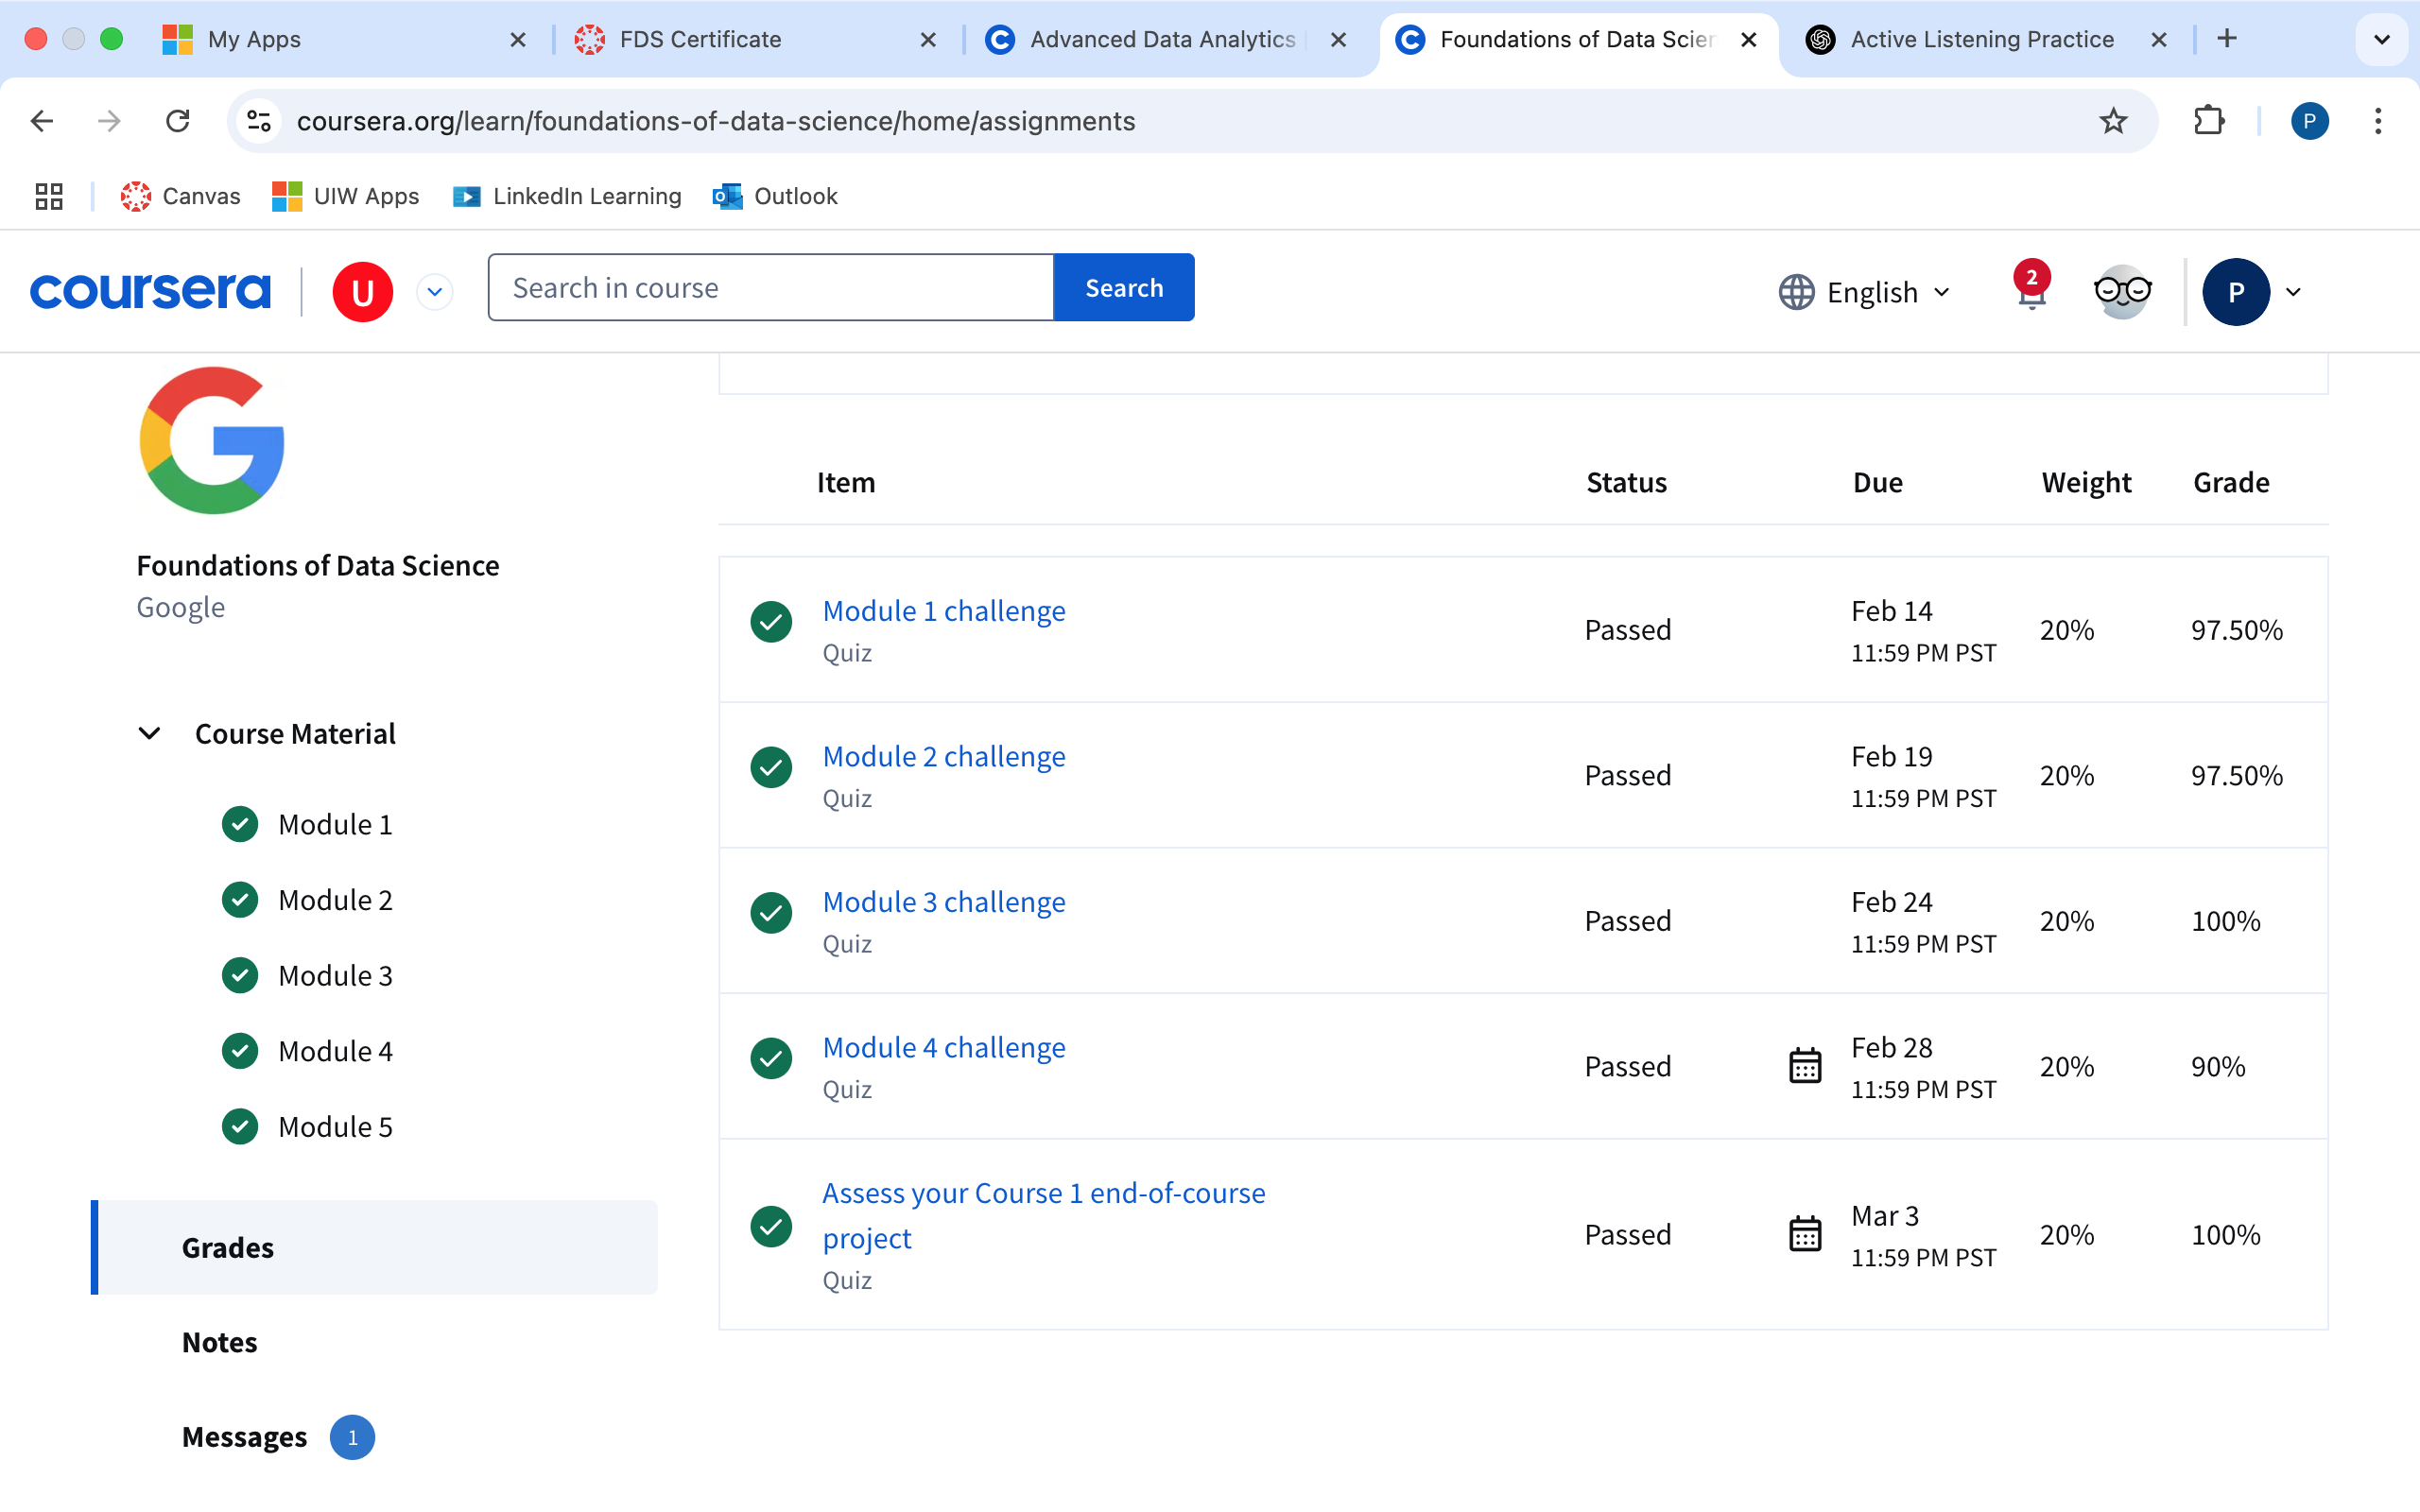 My Apps
FDS Certificate
Advanced Data Analytics
Foundations of Data Scien
Active Listening Practice
coursera.org/learn/foundations-of-data-science/home/assignments
P
Canvas
UIW Apps
LinkedIn Learning
Outlook
coursera
U
Search in course
Search
English
2
P
Foundations of Data Science
Google
Course Material
Module 1
Module 2
Module 3
Module 4
Module 5
Grades
Notes
Messages 1
Item Status Due Weight Grade
Module 1 challenge
Quiz
Passed
Feb 14
11:59 PM PST
20%
97.50%
Module 2 challenge
Quiz
Passed
Feb 19
11:59 PM PST
20%
97.50%
Module 3 challenge
Quiz
Passed
Feb 24
11:59 PM PST
20%
100%
Module 4 challenge
Quiz
Passed
Feb 28
11:59 PM PST
20%
90%
Assess your Course 1 end-of-course
project
Quiz
Passed
Mar 3
11:59 PM PST
20%
100%